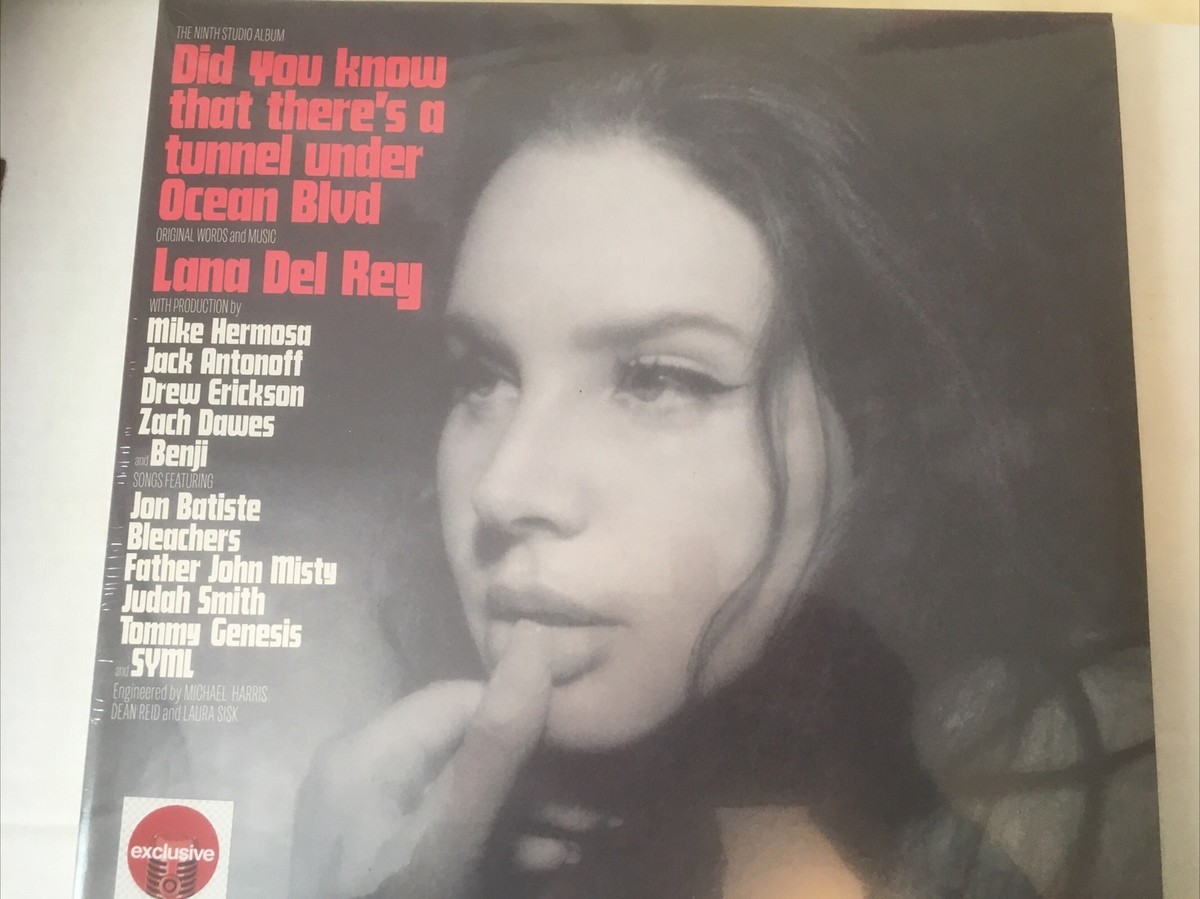 THE NINTH STUDIO ALBUM
Did you know
that there's a
tunnel under
Ocean Blvd
ORIGINAL WORDS and MUSIC
Lana Del Rey
WITH PRODUCTION by
Mike Hermosa
Jack Antonoff
Drew Erickson
Zach Dawes
and Benji
SONGS FEATURING
Jon Batiste
Bleachers
Father John Misty
Judah Smith
Tommy Genesis
and SYML
Engineered by MICHAEL HARRIS
DEAN REID and LAURA SISK
exclusive